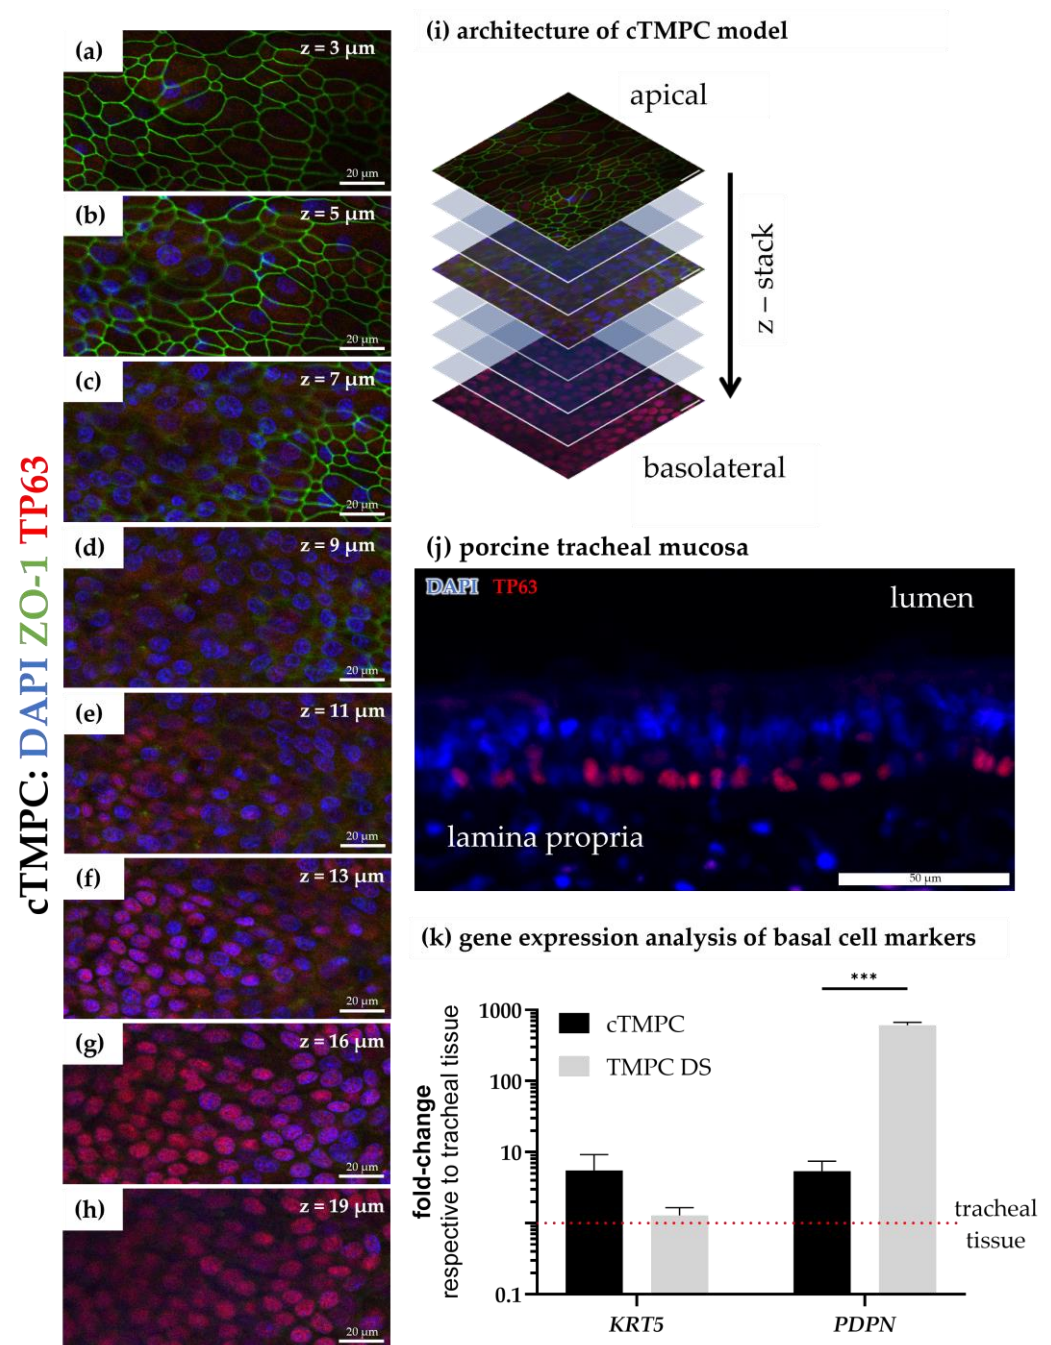 cTMPC: DAPI ZO-1 TP63
(a)
z = 3 μm
20 μm
(b)
z = 5 μm
20 μm
(c)
z = 7 μm
20 μm
(d)
z = 9 μm
20 μm
(e)
z = 11 μm
20 μm
(f)
z = 13 μm
20 μm
(g)
z = 16 μm
20 μm
(h)
z = 19 μm
20 μm
(i) architecture of cTMPC model
apical
z – stack
basolateral
(j) porcine tracheal mucosa
DAPI TP63
lumen
lamina propria
50 μm
(k) gene expression analysis of basal cell markers
fold-change
respective to tracheal tissue
1000
100
10
0.1
cTMPC
TMPC DS
***
tracheal
tissue
KRT5
PDPN